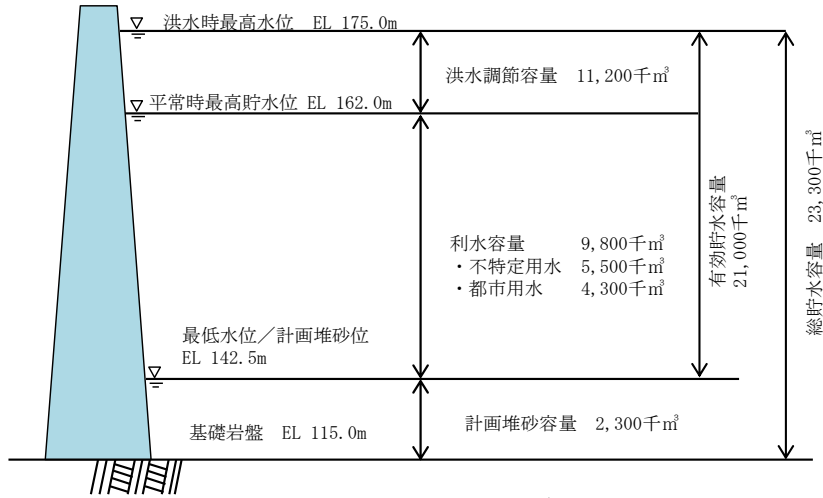 洪水時最高水位 EL 175.0m
洪水調節容量 11,200千㎥
平常時最高貯水位 EL 162.0m
利水容量 9,800千㎥
・不特定用水 5,500千㎥
・都市用水 4,300千㎥
有効貯水容量
21,000千㎥
総貯水容量 23,300千㎥
最低水位／計画堆砂位
EL 142.5m
基礎岩盤 EL 115.0m
計画堆砂容量 2,300千㎥